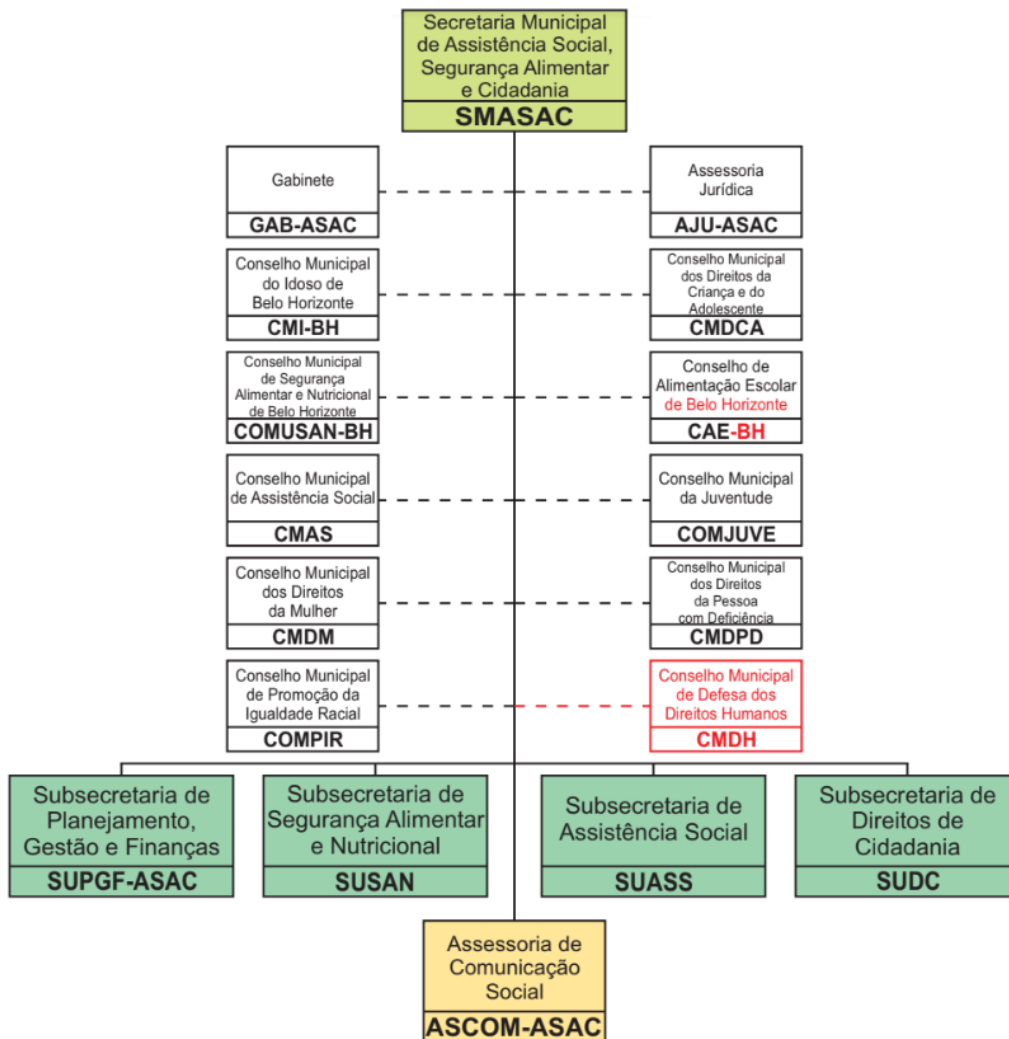 Secretaria Municipal
de Assistência Social,
Segurança Alimentar
e Cidadania
SMASAC
Gabinete
GAB-ASAC
Assessoria
Jurídica
AJU-ASAC
Conselho Municipal
do Idoso de
Belo Horizonte
CMI-BH
Conselho Municipal
dos Direitos da
Criança e do
Adolescente
CMDCA
Conselho Municipal
de Segurança
Alimentar e Nutricional
de Belo Horizonte
COMUSAN-BH
Conselho de
Alimentação Escolar
de Belo Horizonte
CAE-BH
Conselho Municipal
de Assistência Social
CMAS
Conselho Municipal
da Juventude
COMJUVE
Conselho Municipal
dos Direitos
da Mulher
CMDM
Conselho Municipal
dos Direitos
da Pessoa
com Deficiência
CMDPD
Conselho Municipal
de Promoção da
Igualdade Racial
COMPIR
Conselho Municipal
de Defesa dos
Direitos Humanos
CMDH
Subsecretaria de
Planejamento,
Gestão e Finanças
SUPGF-ASAC
Subsecretaria de
Segurança Alimentar
e Nutricional
SUSAN
Subsecretaria de
Assistência Social
SUASS
Subsecretaria de
Direitos de
Cidadania
SUDC
Assessoria de
Comunicação
Social
ASCOM-ASAC